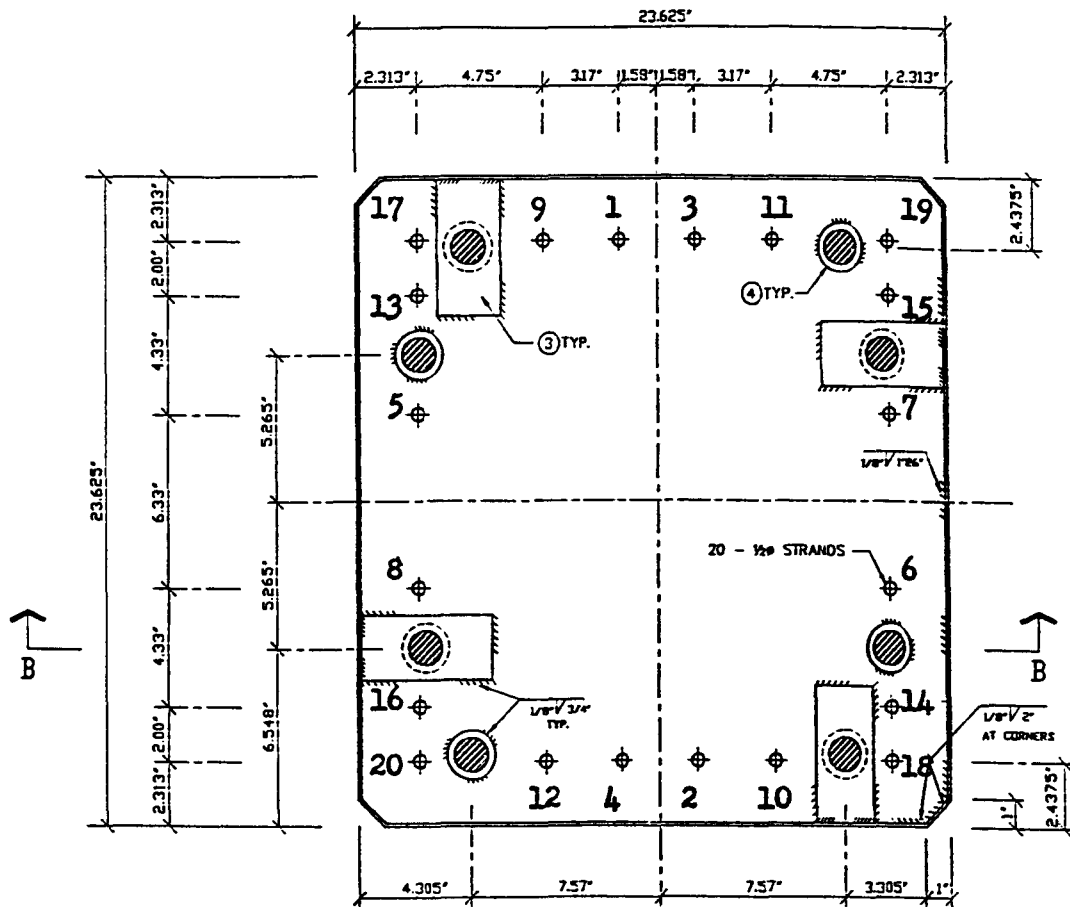 23.625"
2.313" 4.75" 3.17" 1.58" 1.58" 3.17" 4.75" 2.313"
17 9 1 3 11 19
2.313"
2.4375"
2.00"
4 TYP.
13 15
3 TYP.
4.33"
5 7
5.265"
1/8" 1"@6"
23.625"
6.33"
20 - ½ø STRANDS
8 6
5.265"
B B
4.33"
16 14
1/8" 3/4"
TYP.
1/8" 2"
AT CORNERS
6.548"
2.00"
20 18
2.313"
12 4 2 10
1"
2.4375"
4.305" 7.57" 7.57" 3.305" 1"